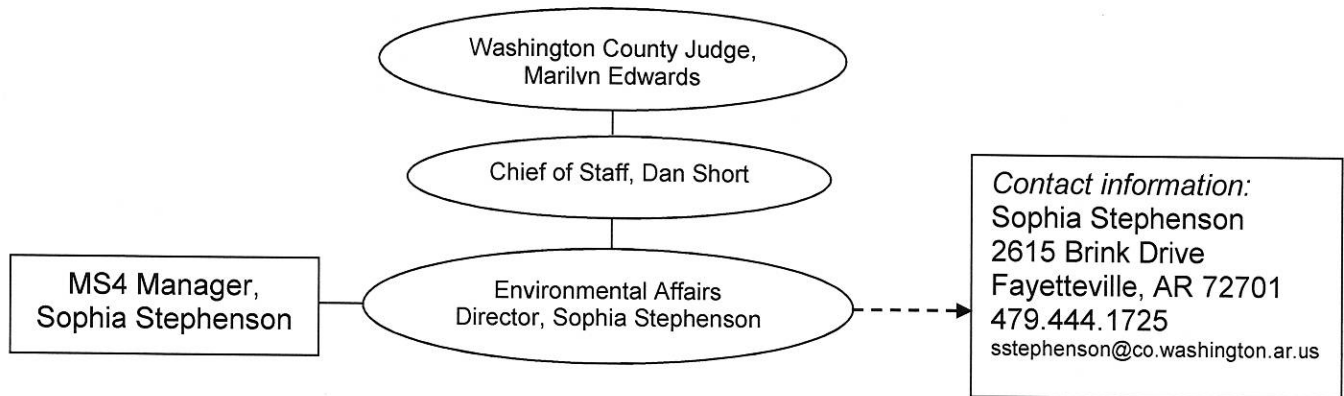 Washington County Judge,
Marilvn Edwards
Chief of Staff, Dan Short
MS4 Manager,
Sophia Stephenson
Environmental Affairs
Director, Sophia Stephenson
Contact information:
Sophia Stephenson
2615 Brink Drive
Fayetteville, AR 72701
479.444.1725
sstephenson@co.washington.ar.us